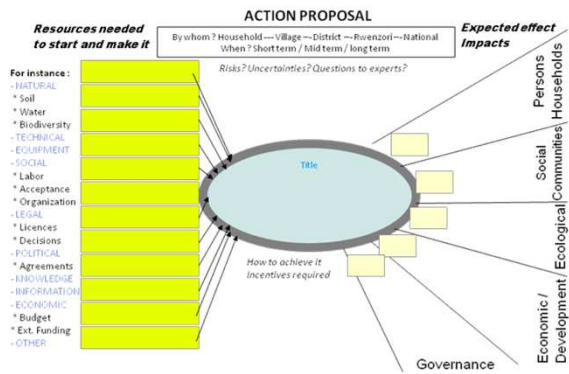 ACTION PROPOSAL
Resources needed
to start and make it
By whom ? Household --- Village --- District --- Rwenzori --- National
When ? Short term / Mid term / long term
Expected effect
Impacts
Risks? Uncertainties? Questions to experts?
For instance :
- NATURAL
* Soil
* Water
* Biodiversity
- TECHNICAL
- EQUIPMENT
- SOCIAL
* Labor
* Acceptance
* Organization
- LEGAL
* Licences
* Decisions
- POLITICAL
* Agreements
- KNOWLEDGE
- INFORMATION
- ECONOMIC
* Budget
* Ext. Funding
- OTHER
Title
How to achieve it
Incentives required
Persons
Households
Social
Communities
Ecological
Economic /
Development
Governance